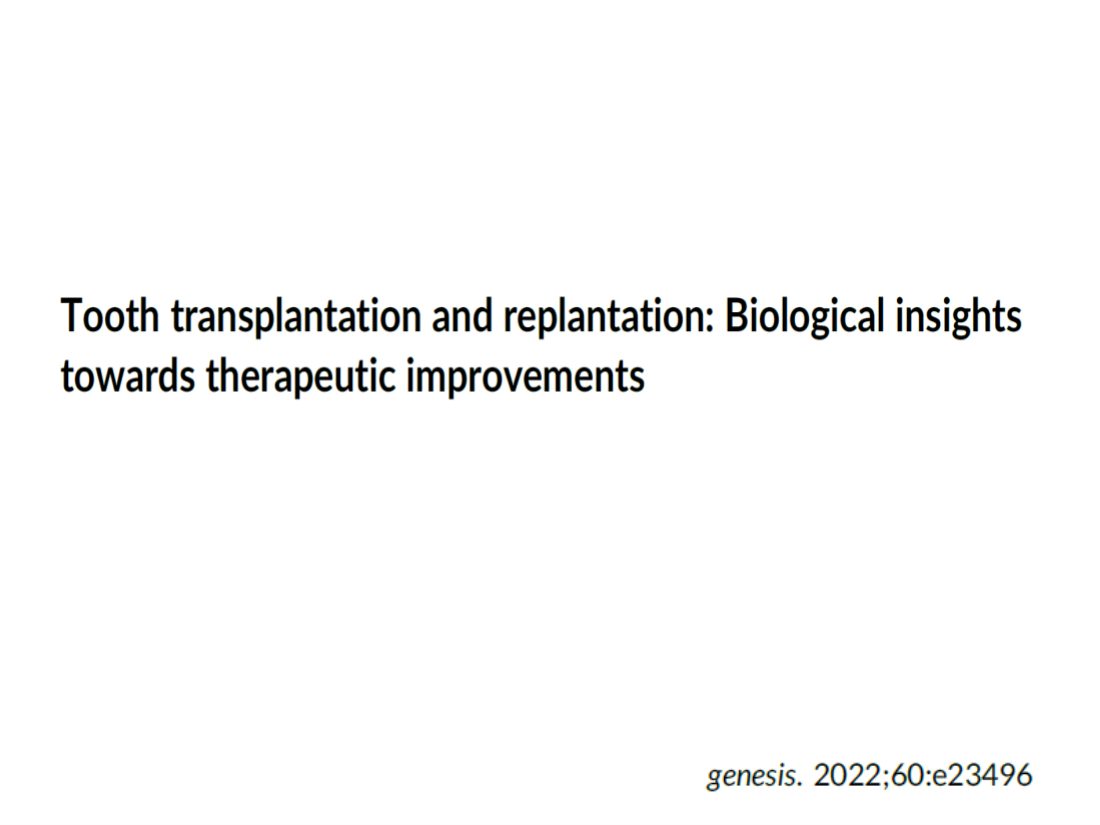 Tooth transplantation and replantation: Biological insights
towards therapeutic improvements
genesis. 2022;60:e23496